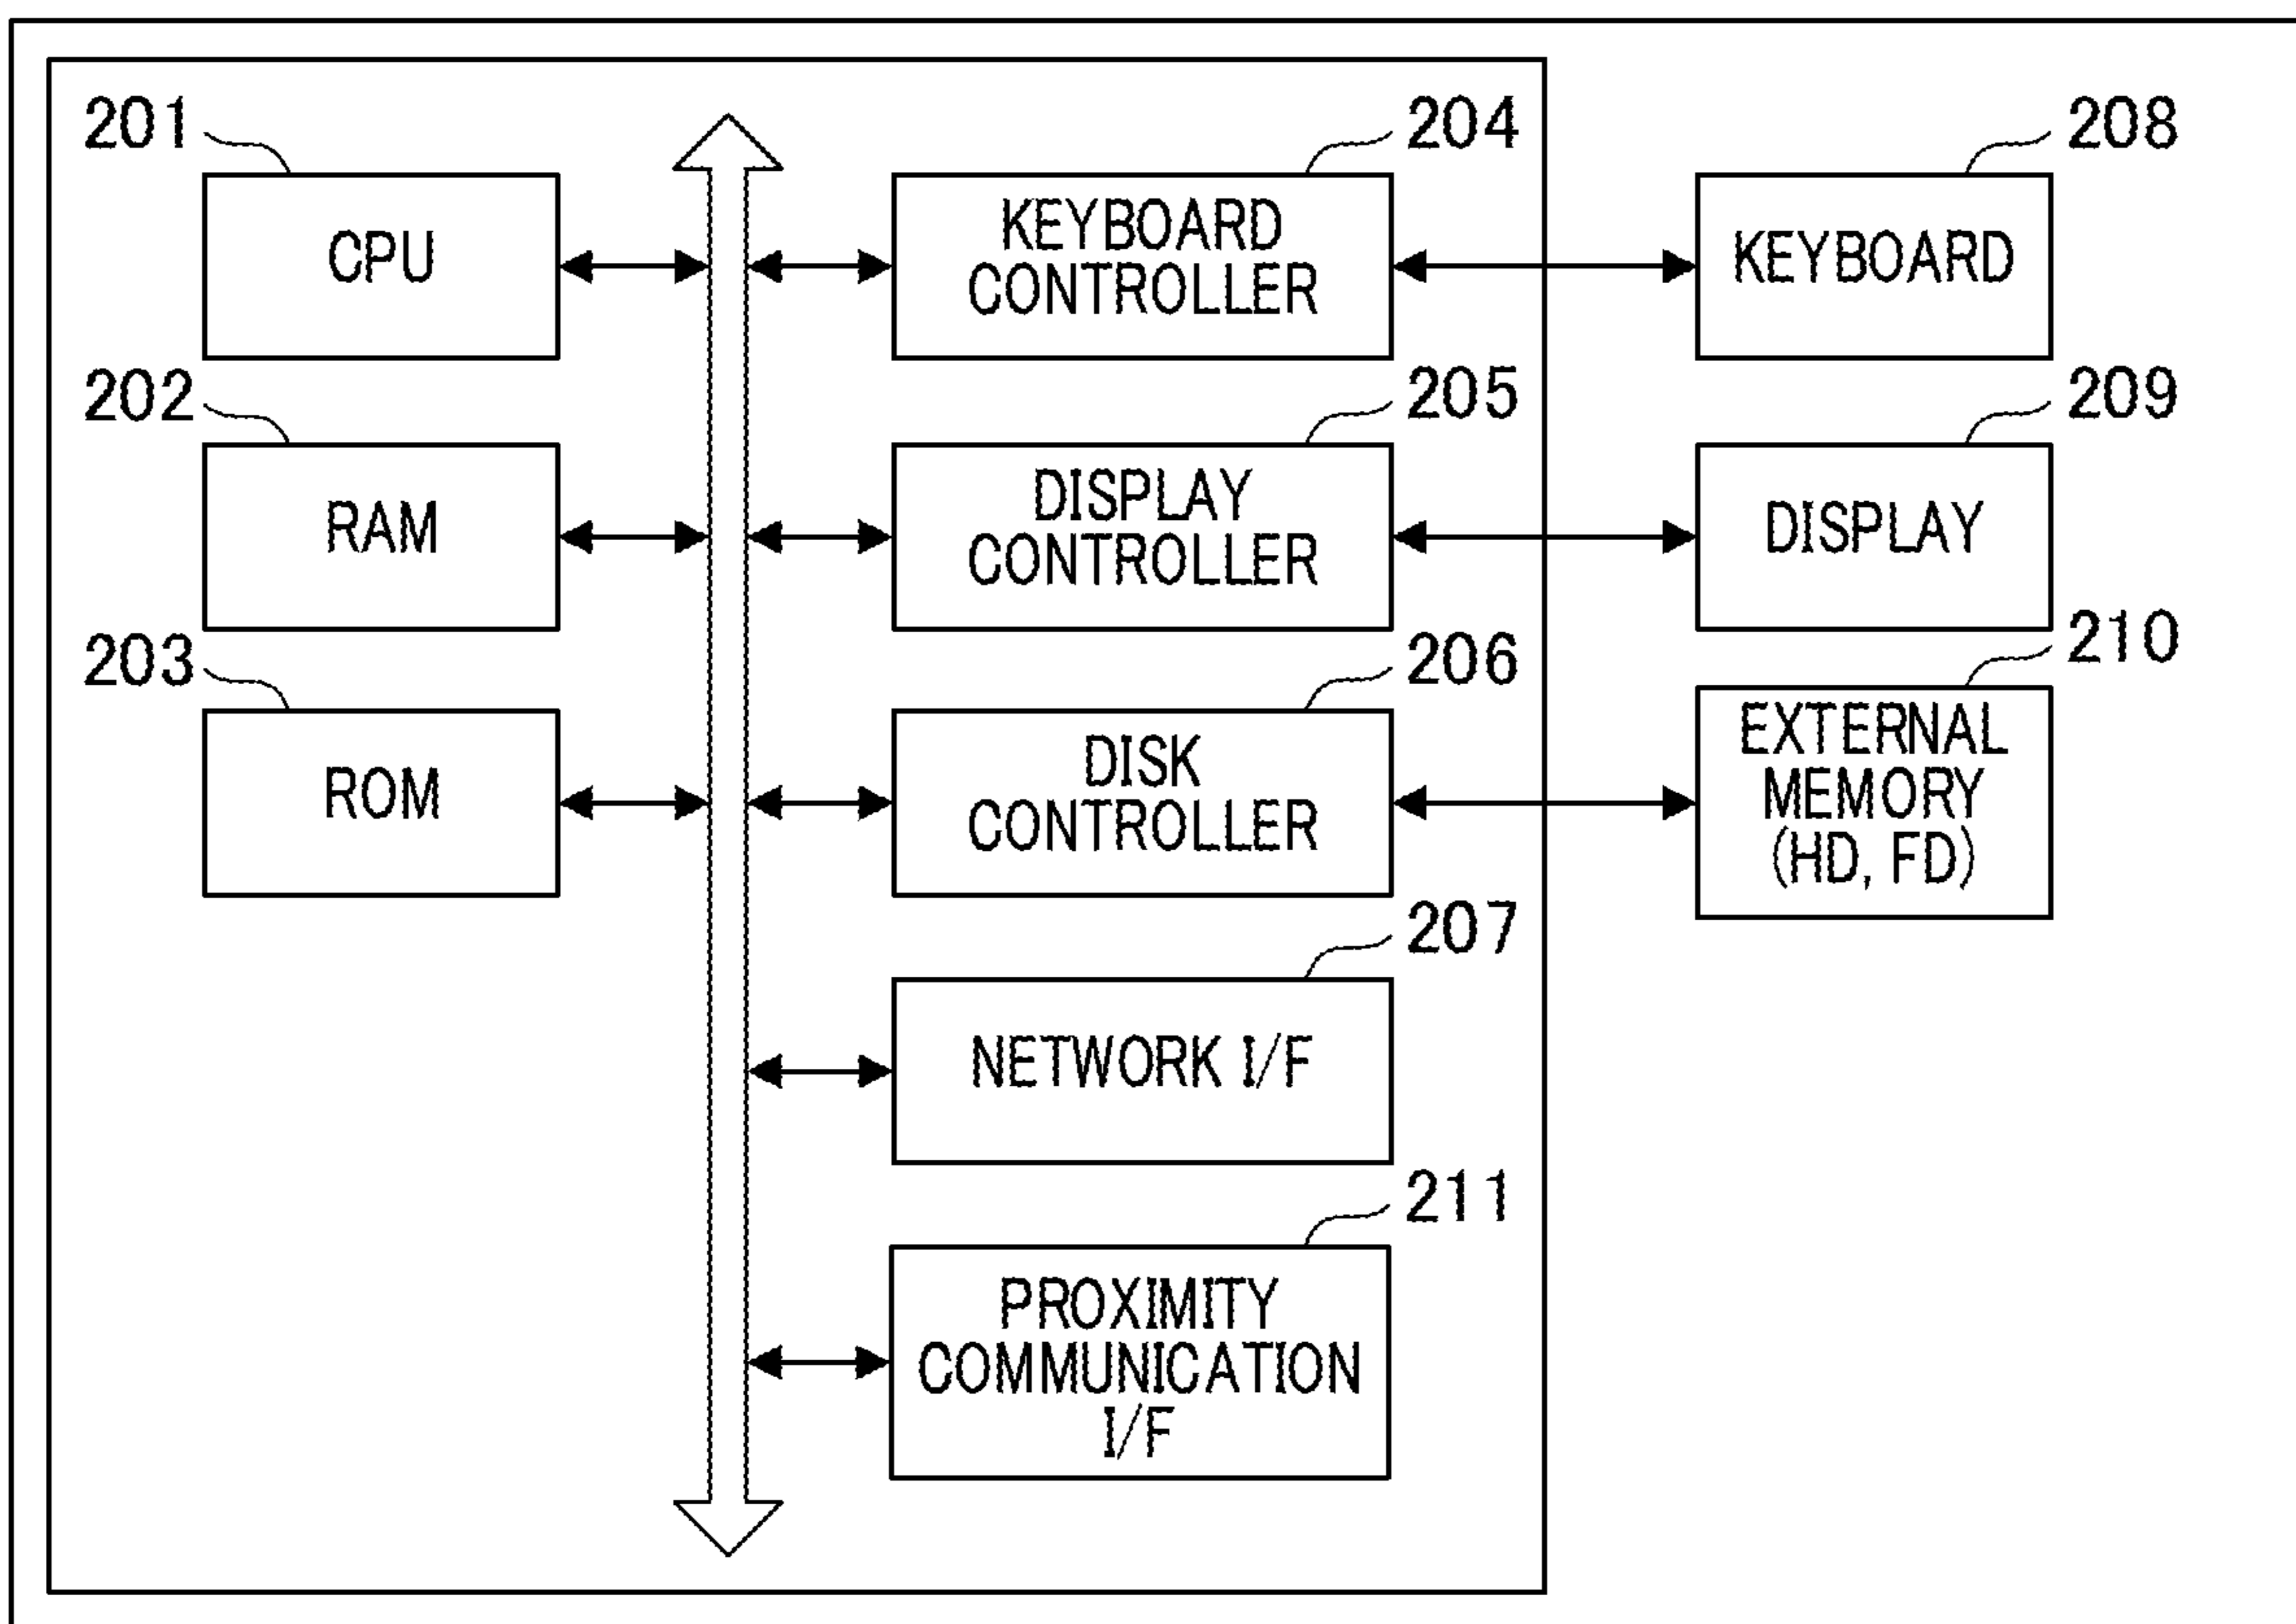 201
CPU
202
RAM
203
ROM
204
KEYBOARD
CONTROLLER
205
DISPLAY
CONTROLLER
206
DISK
CONTROLLER
207
NETWORK I/F
211
PROXIMITY
COMMUNICATION
I/F
208
KEYBOARD
209
DISPLAY
210
EXTERNAL
MEMORY
(HD, FD)